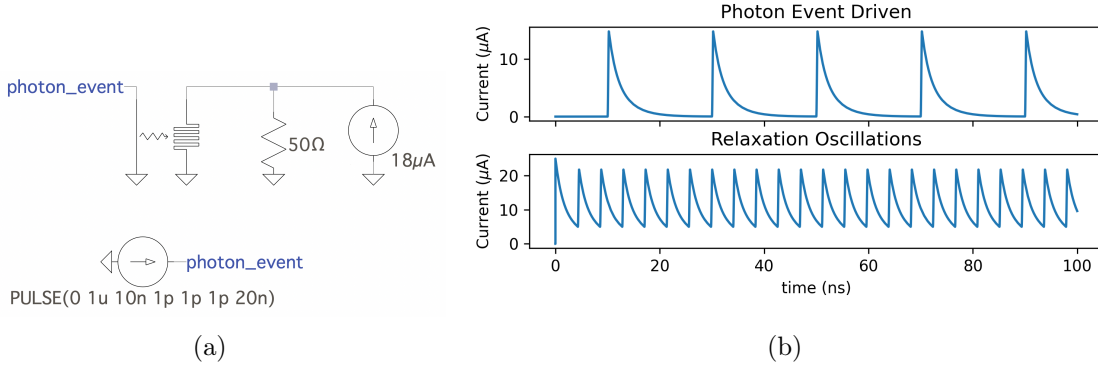 photon_event
50Ω
18µA
photon_event
PULSE(0 1u 10n 1p 1p 1p 20n)
(a)
Photon Event Driven
Current (µA)
10
0
Relaxation Oscillations
Current (µA)
20
10
0
0 20 40 60 80 100
time (ns)
(b)